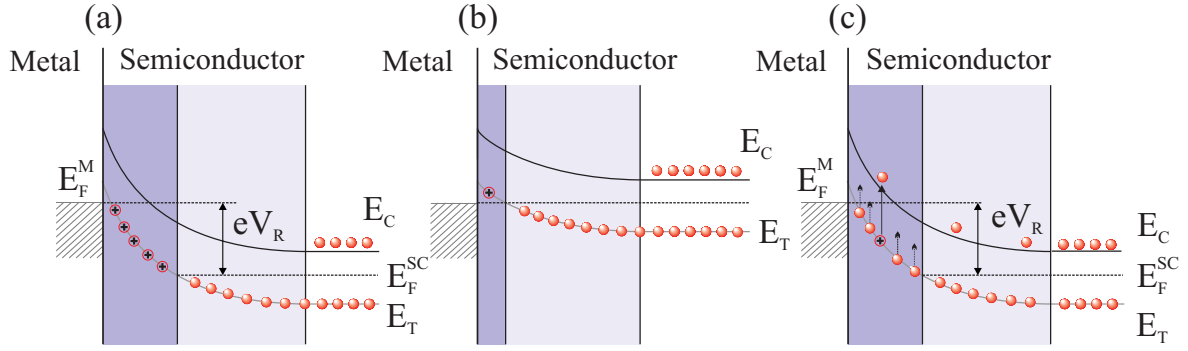 (a)
Metal Semiconductor
E_F^M
eV_R
E_C
E_F^SC
E_T
(b)
Metal Semiconductor
E_C
E_T
(c)
Metal Semiconductor
E_F^M
eV_R
E_C
E_F^SC
E_T